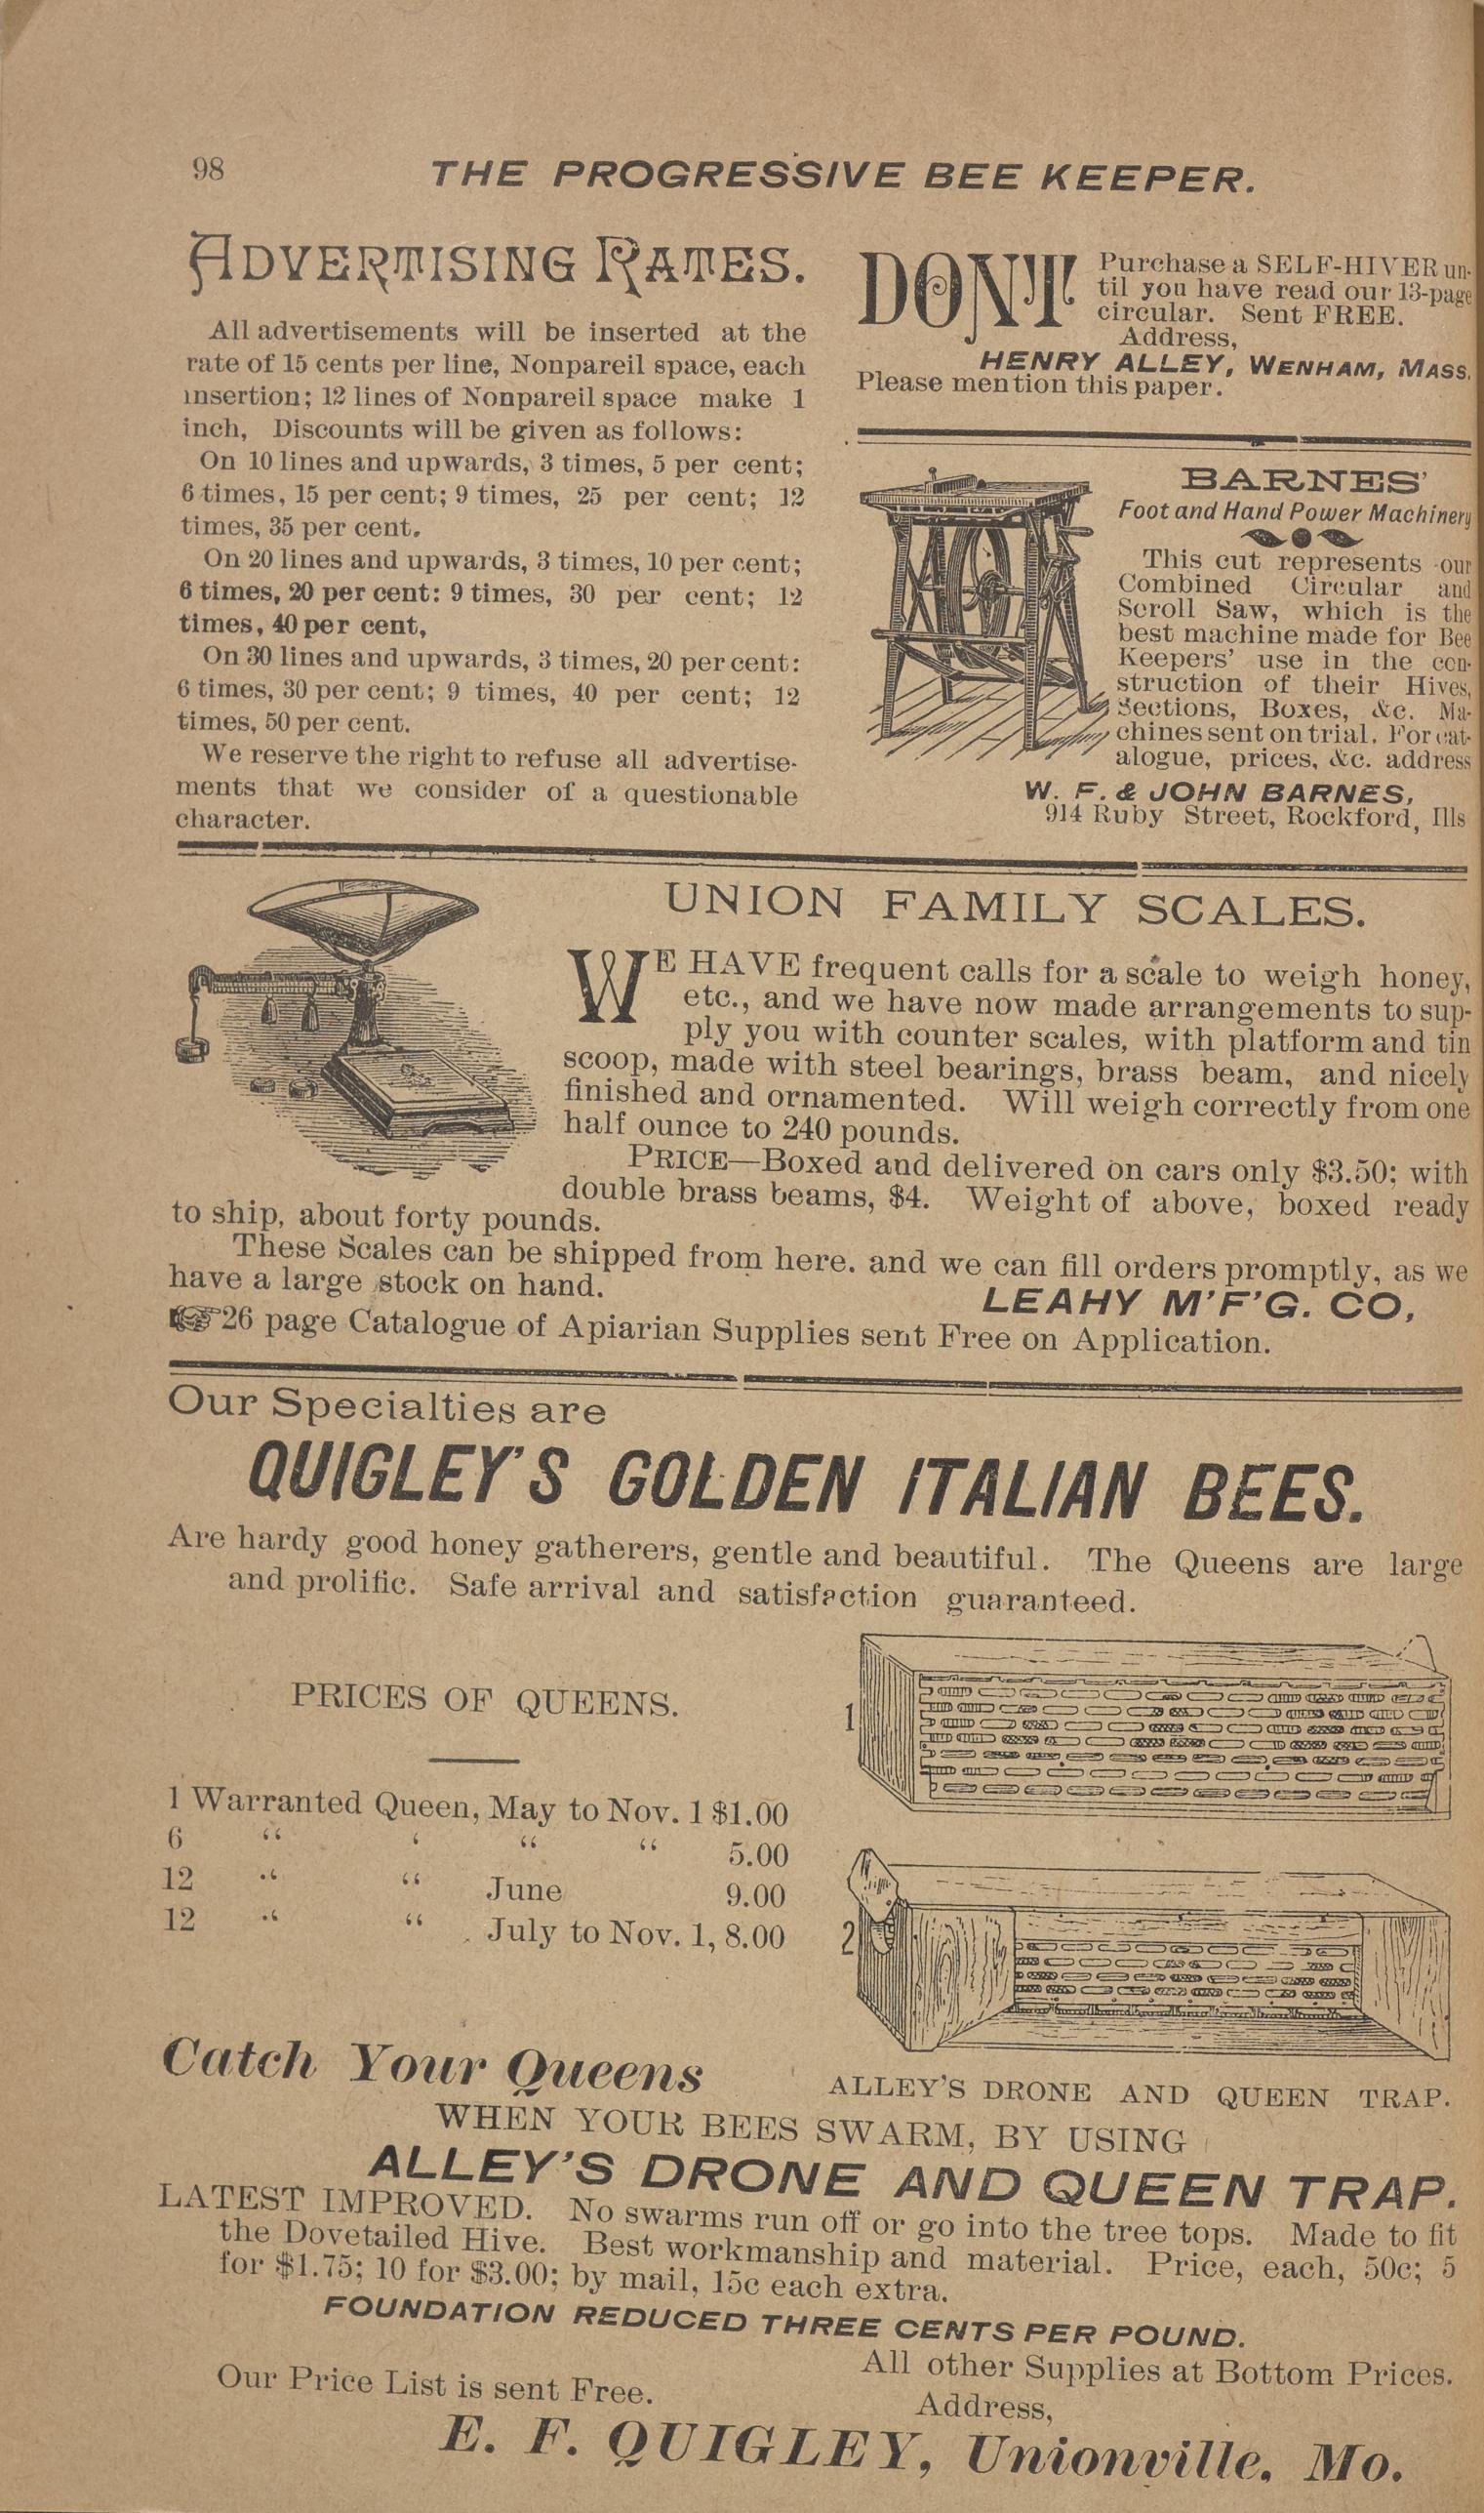 98
THE PROGRESSIVE BEE KEEPER.
ADVERTISING RATES.
All advertisements will be inserted at the
rate of 15 cents per line, Nonpareil space, each
insertion; 12 lines of Nonpareil space make 1
inch, Discounts will be given as follows:
On 10 lines and upwards, 3 times, 5 per cent;
6 times, 15 per cent; 9 times, 25 per cent; 12
times, 35 per cent.
On 20 lines and upwards, 3 times, 10 per cent;
6 times, 20 per cent: 9 times, 30 per cent; 12
times, 40 per cent,
On 30 lines and upwards, 3 times, 20 per cent:
6 times, 30 per cent; 9 times, 40 per cent; 12
times, 50 per cent.
We reserve the right to refuse all advertise-
ments that we consider of a questionable
character.
DON'T Purchase a SELF-HIVER un-
til you have read our 13-page
circular. Sent FREE.
Address,
HENRY ALLEY, WENHAM, MASS.
Please mention this paper.
BARNES'
Foot and Hand Power Machinery
This cut represents our
Combined Circular and
Scroll Saw, which is the
best machine made for Bee
Keepers' use in the con-
struction of their Hives,
Sections, Boxes, &c. Ma-
chines sent on trial. For cat-
alogue, prices, &c. address
W. F. & JOHN BARNES,
914 Ruby Street, Rockford, Ills
UNION FAMILY SCALES.
WE HAVE frequent calls for a scale to weigh honey,
etc., and we have now made arrangements to sup-
ply you with counter scales, with platform and tin
scoop, made with steel bearings, brass beam, and nicely
finished and ornamented. Will weigh correctly from one
half ounce to 240 pounds.
PRICE—Boxed and delivered on cars only $3.50; with
double brass beams, $4. Weight of above, boxed ready
to ship, about forty pounds.
These Scales can be shipped from here. and we can fill orders promptly, as we
have a large stock on hand.
LEAHY M'F'G. CO,
☞26 page Catalogue of Apiarian Supplies sent Free on Application.
Our Specialties are
QUIGLEY'S GOLDEN ITALIAN BEES.
Are hardy good honey gatherers, gentle and beautiful. The Queens are large
and prolific. Safe arrival and satisfaction guaranteed.
PRICES OF QUEENS.
1 Warranted Queen, May to Nov. 1 $1.00
6 “ ‘ “ “ 5.00
12 “ “ June 9.00
12 “ “ July to Nov. 1, 8.00
1
2
ALLEY'S DRONE AND QUEEN TRAP.
Catch Your Queens
WHEN YOUR BEES SWARM, BY USING
ALLEY'S DRONE AND QUEEN TRAP.
LATEST IMPROVED. No swarms run off or go into the tree tops. Made to fit
the Dovetailed Hive. Best workmanship and material. Price, each, 50c; 5
for $1.75; 10 for $3.00; by mail, 15c each extra.
FOUNDATION REDUCED THREE CENTS PER POUND.
All other Supplies at Bottom Prices.
Our Price List is sent Free.
Address,
E. F. QUIGLEY, Unionville, Mo.